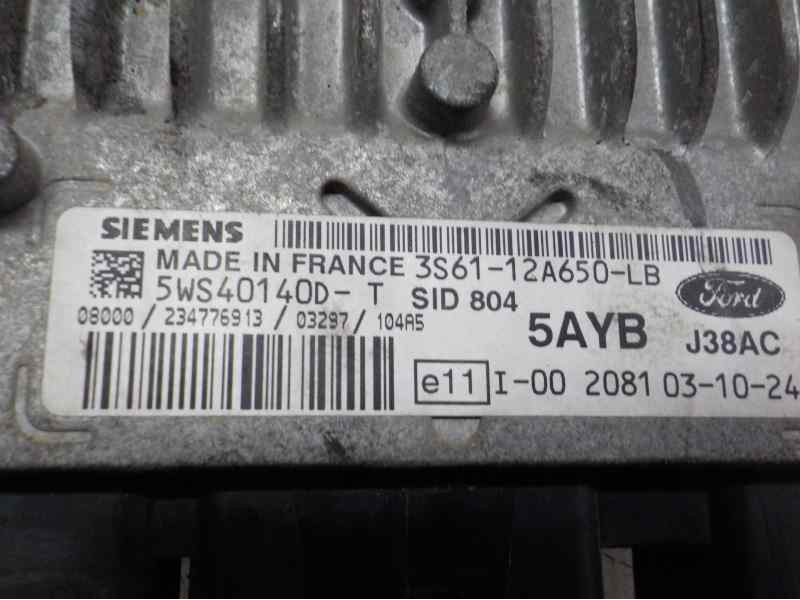 SIEMENS
MADE IN FRANCE 3S61-12A650-LB
5WS40140D-T SID 804
Ford
08000/234776913/03297/104A5
5AYB J38AC
e11 I-00 2081 03-10-24